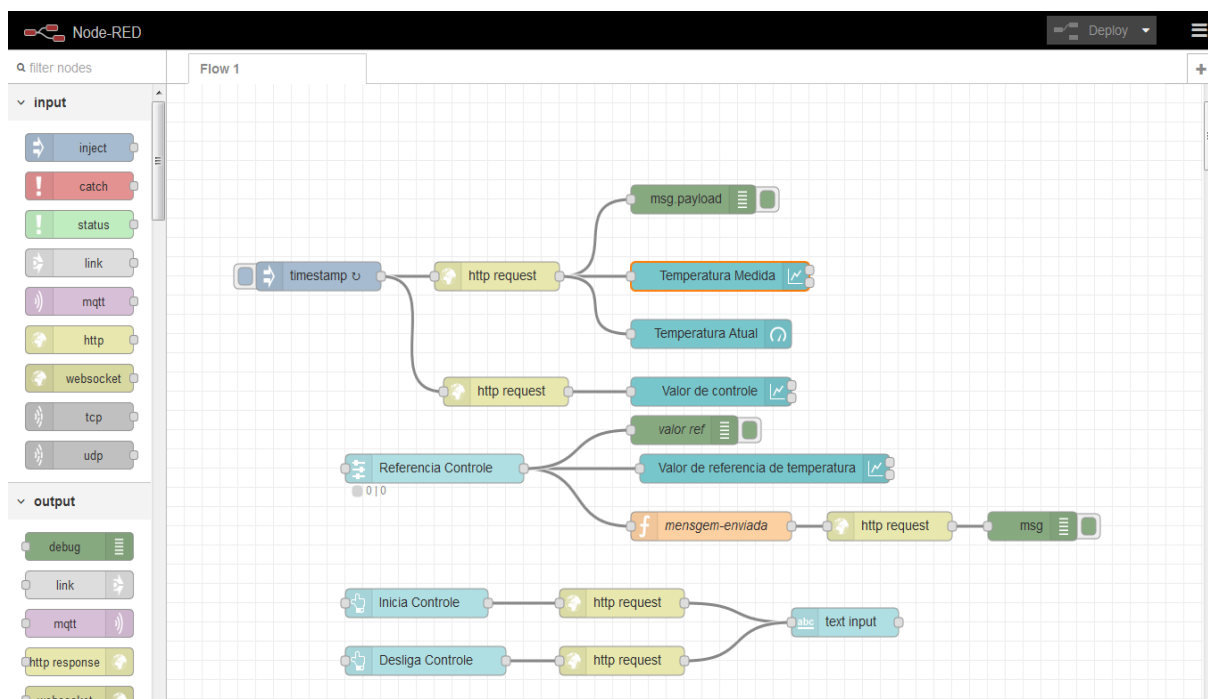 Node-RED
Deploy
filter nodes
Flow 1
+
input
inject
catch
status
link
mqtt
http
websocket
tcp
udp
output
debug
link
mqtt
http response
websocket
msg.payload
timestamp ↻
http request
Temperatura Medida
Temperatura Atual
http request
Valor de controle
valor ref
Referencia Controle
0 | 0
Valor de referencia de temperatura
mensgem-enviada
http request
msg
Inicia Controle
http request
abc
text input
Desliga Controle
http request